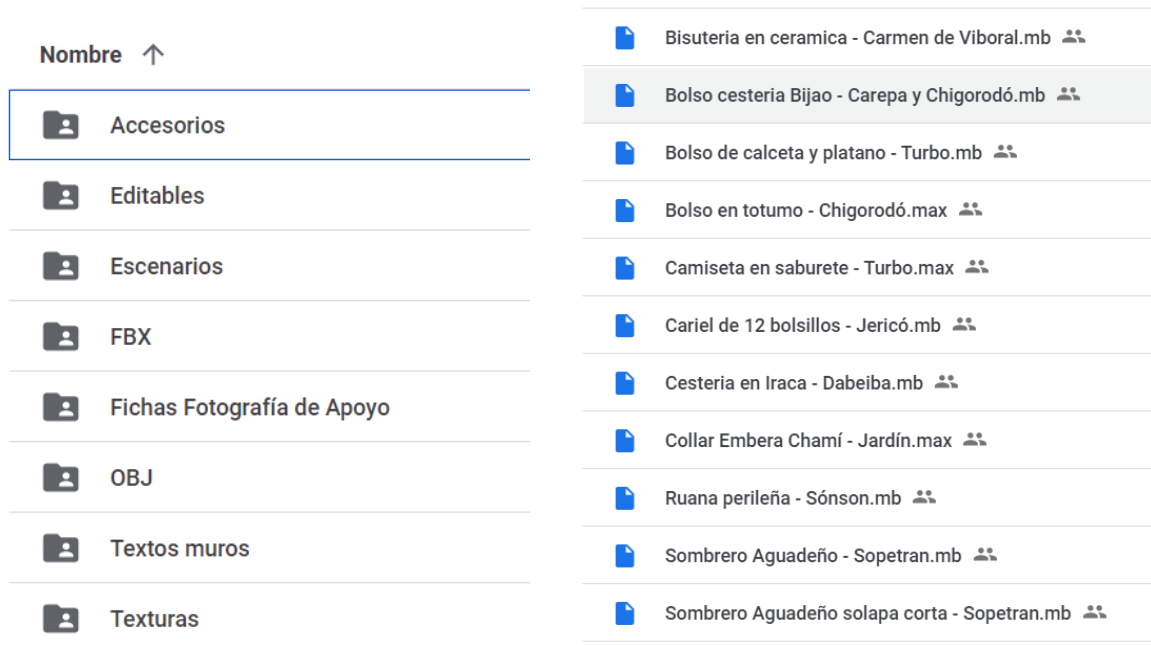 Nombre
Accesorios
Editables
Escenarios
FBX
Fichas Fotografía de Apoyo
OBJ
Textos muros
Texturas
Bisuteria en ceramica - Carmen de Viboral.mb
Bolso cesteria Bijao - Carepa y Chigorodó.mb
Bolso de calceta y platano - Turbo.mb
Bolso en totumo - Chigorodó.max
Camiseta en saburete - Turbo.max
Cariel de 12 bolsillos - Jericó.mb
Cesteria en Iraca - Dabeiba.mb
Collar Embera Chamí - Jardín.max
Ruana perileña - Sónson.mb
Sombrero Aguadeño - Sopetran.mb
Sombrero Aguadeño solapa corta - Sopetran.mb